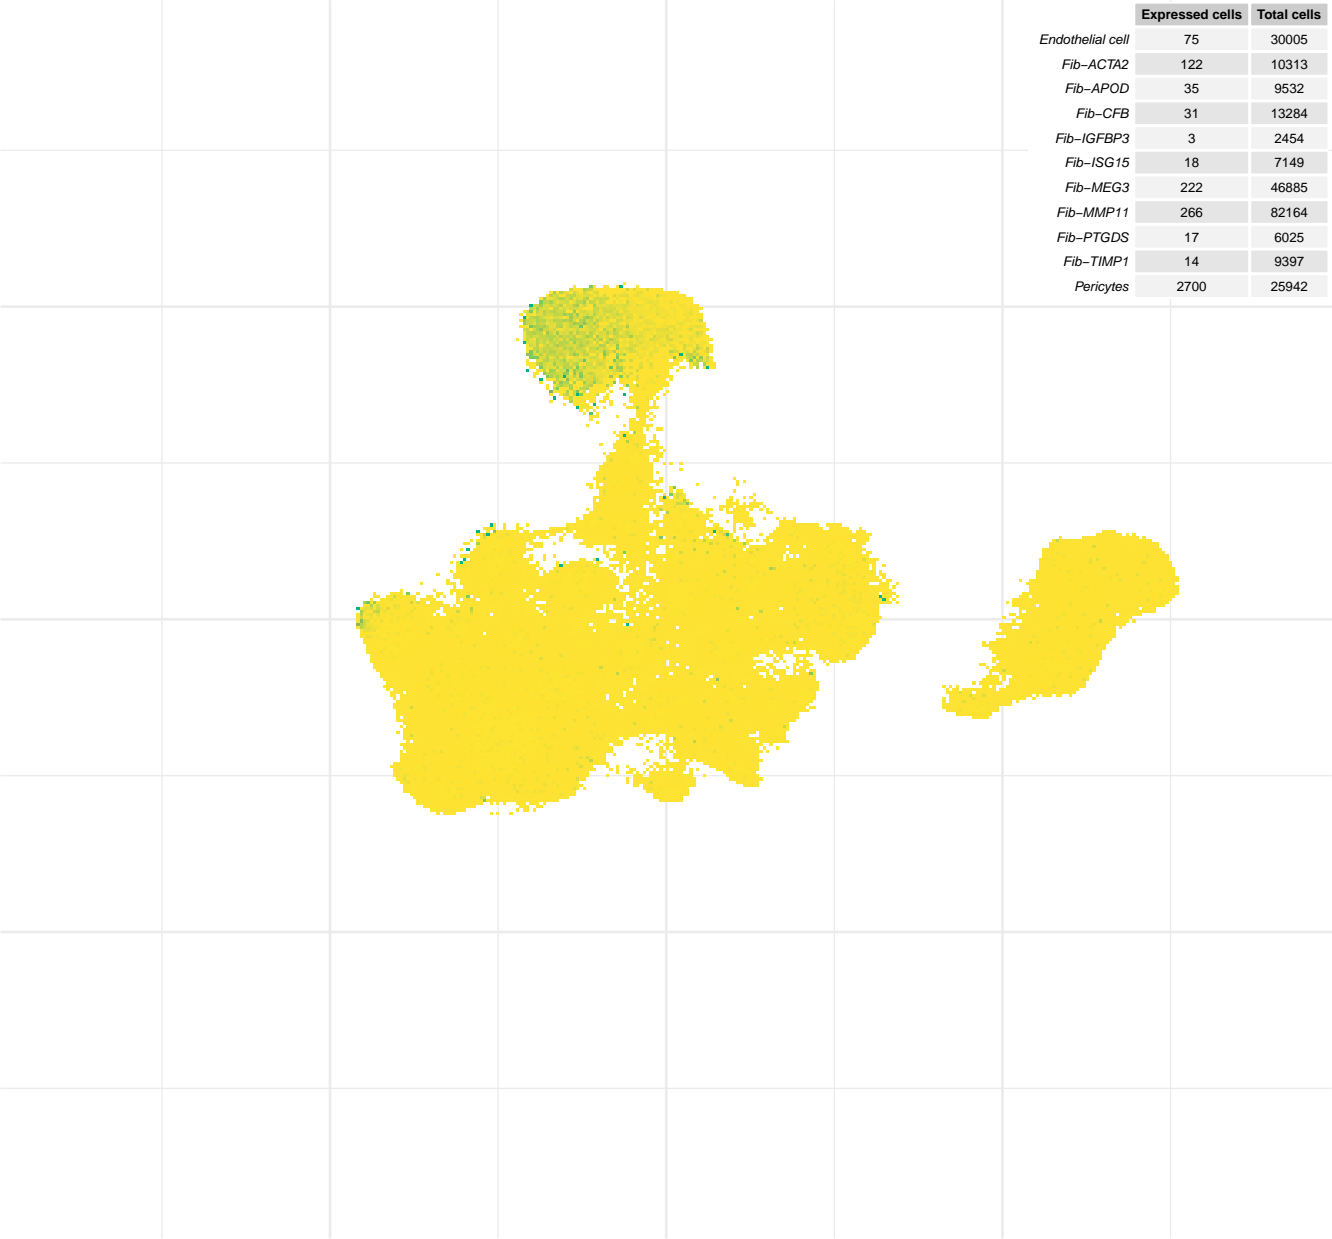 Expressed cells Total cells
Endothelial cell 75 30005
Fib−ACTA2 122 10313
Fib−APOD 35 9532
Fib−CFB 31 13284
Fib−IGFBP3 3 2454
Fib−ISG15 18 7149
Fib−MEG3 222 46885
Fib−MMP11 266 82164
Fib−PTGDS 17 6025
Fib−TIMP1 14 9397
Pericytes 2700 25942